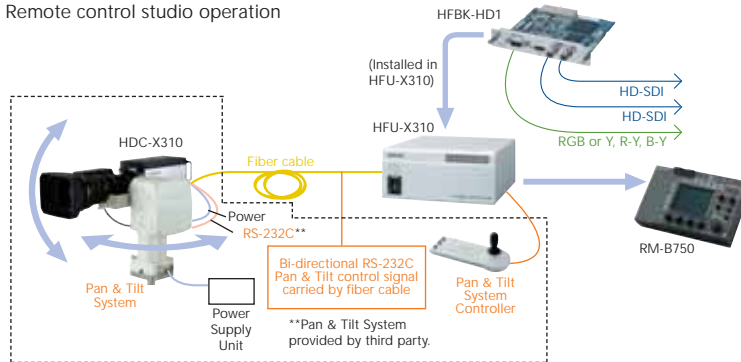 Remote control studio operation
HFBK-HD1
(Installed in
HFU-X310)
HD-SDI
HD-SDI
RGB or Y, R-Y, B-Y
HDC-X310
HFU-X310
Fiber cable
Power
RS-232C**
RM-B750
Pan & Tilt
System
Power
Supply
Unit
Bi-directional RS-232C
Pan & Tilt control signal
carried by fiber cable
Pan & Tilt
System
Controller
**Pan & Tilt System
provided by third party.